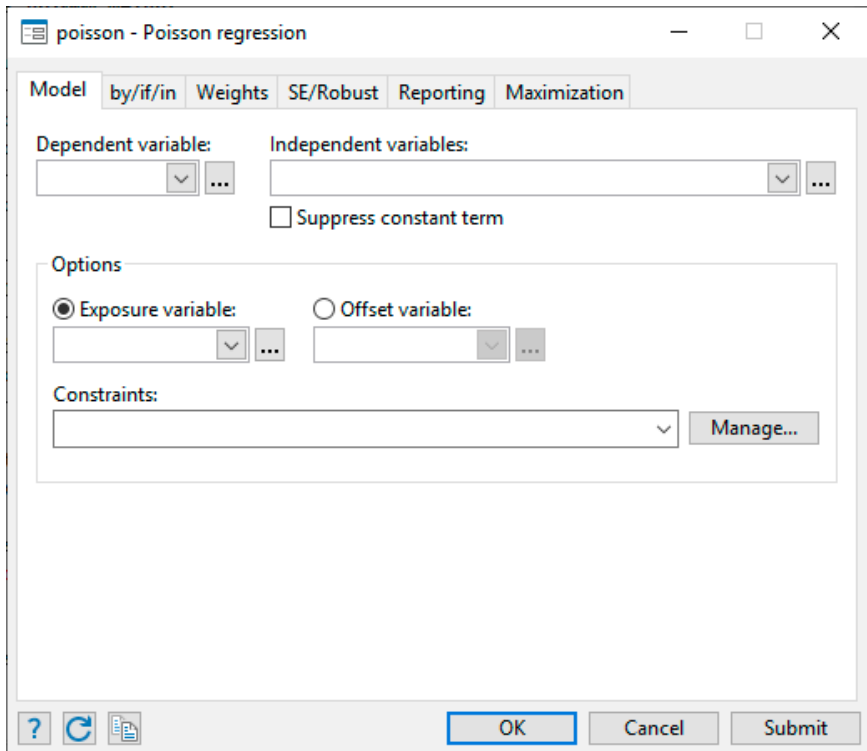 poisson - Poisson regression
Model by/if/in Weights SE/Robust Reporting Maximization
Dependent variable: Independent variables:
... ...
Suppress constant term
Options
Exposure variable: Offset variable:
... ...
Constraints:
Manage...
? OK Cancel Submit